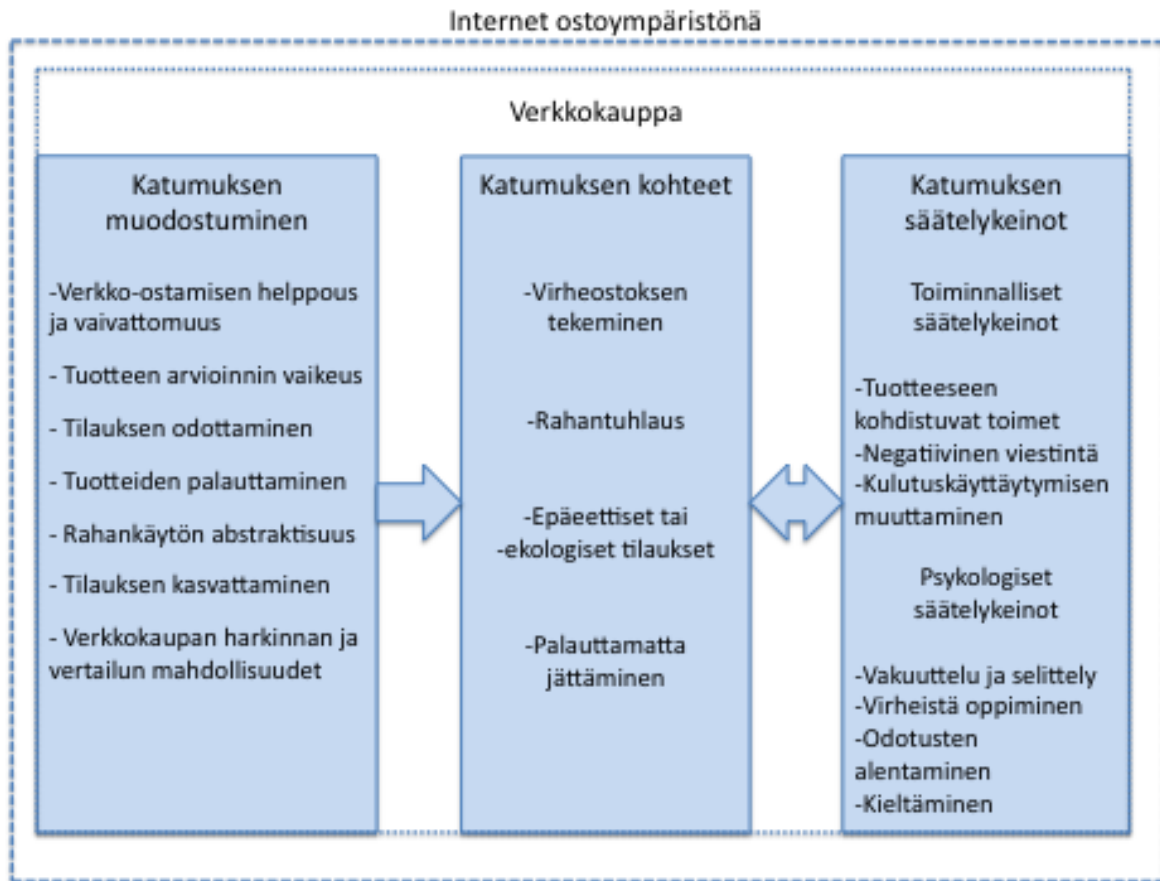 Internet ostoympäristönä
Verkkokauppa
Katumuksen
muodostuminen
-Verkko-ostamisen helppous
ja vaivattomuus
- Tuotteen arvioinnin vaikeus
- Tilauksen odottaminen
- Tuotteiden palauttaminen
- Rahankäytön abstraktisuus
- Tilauksen kasvattaminen
- Verkkokaupan harkinnan ja
vertailun mahdollisuudet
Katumuksen kohteet
-Virheostoksen
tekeminen
-Rahantuhlaus
-Epäeettiset tai
-ekologiset tilaukset
-Palauttamatta
jättäminen
Katumuksen
säätelykeinot
Toiminnalliset
säätelykeinot
-Tuotteeseen
kohdistuvat toimet
-Negatiivinen viestintä
-Kulutuskäyttäytymisen
muuttaminen
Psykologiset
säätelykeinot
-Vakuuttelu ja selittely
-Virheistä oppiminen
-Odotusten
alentaminen
-Kieltäminen